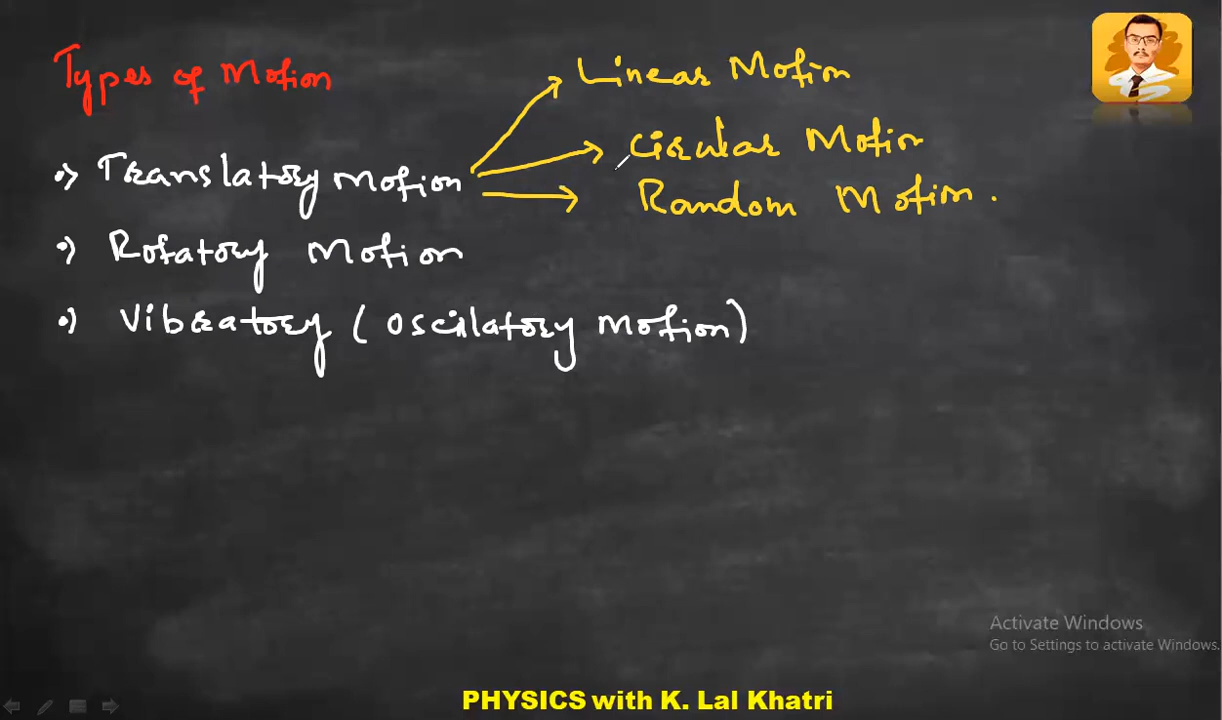 Types of Motion
Linear Motion
Cirular Motion
Translatory Motion
Random Motion.
Rotatory Motion
Vibratory (Oscilatory Motion)
Activate Windows
Go to Settings to activate Windows.
PHYSICS with K. Lal Khatri